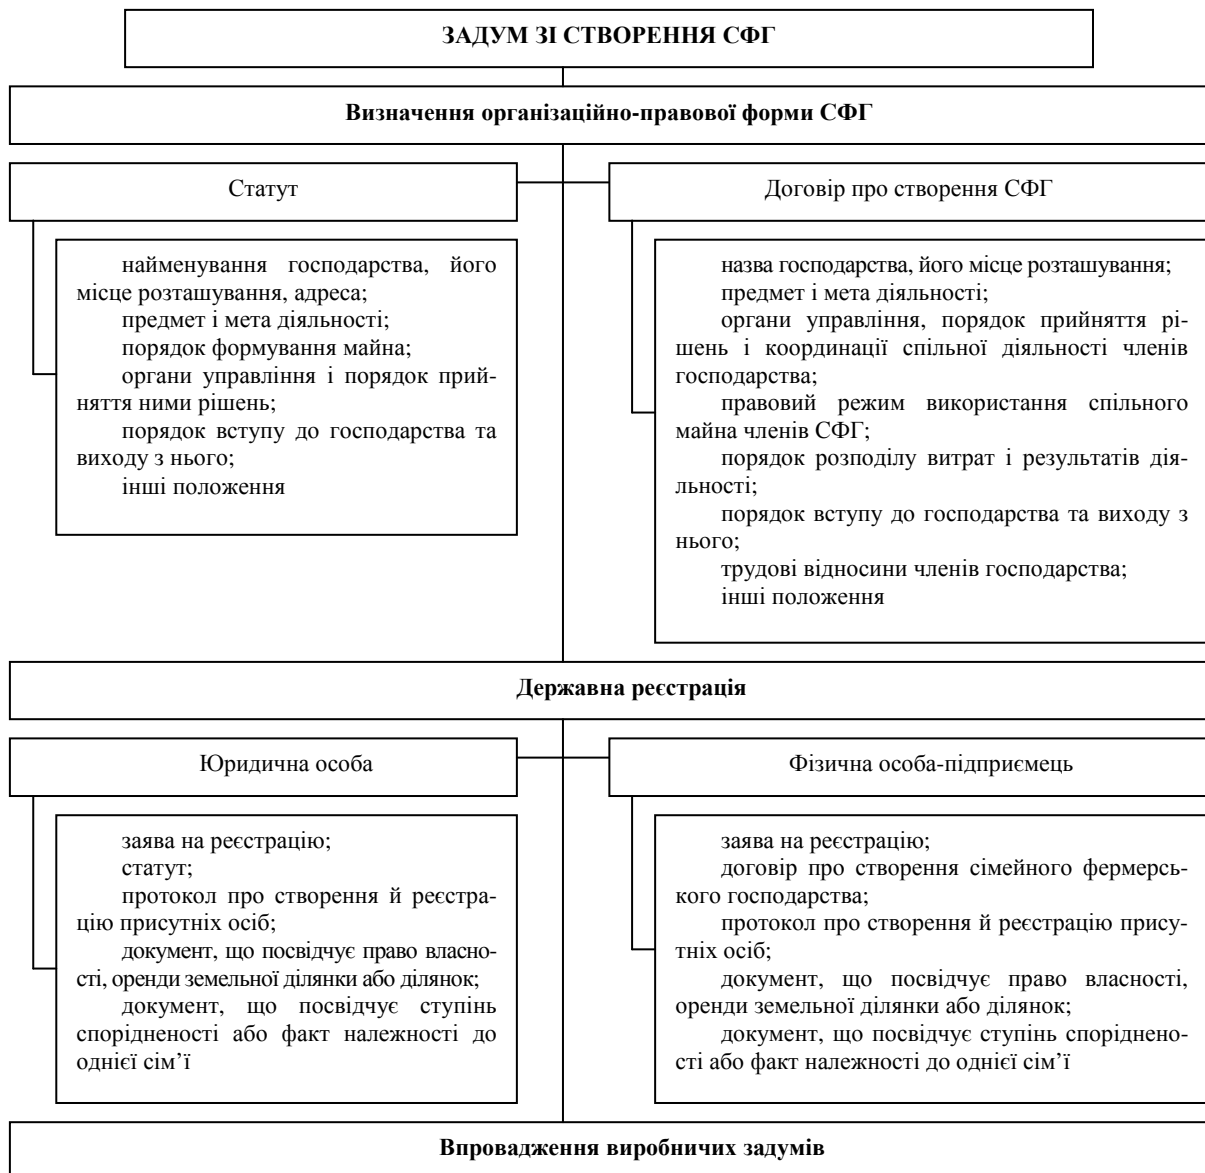 ЗАДУМ ЗІ СТВОРЕННЯ СФГ
Визначення організаційно-правової форми СФГ
Статут
найменування господарства, його
місце розташування, адреса;
предмет і мета діяльності;
порядок формування майна;
органи управління і порядок прий-
няття ними рішень;
порядок вступу до господарства та
виходу з нього;
інші положення
Договір про створення СФГ
назва господарства, його місце розташування;
предмет і мета діяльності;
органи управління, порядок прийняття рі-
шень і координації спільної діяльності членів
господарства;
правовий режим використання спільного
майна членів СФГ;
порядок розподілу витрат і результатів дія-
льності;
порядок вступу до господарства та виходу з
нього;
трудові відносини членів господарства;
інші положення
Державна реєстрація
Юридична особа
заява на реєстрацію;
статут;
протокол про створення й реєстра-
цію присутніх осіб;
документ, що посвідчує право власно-
сті, оренди земельної ділянки або ділянок;
документ, що посвідчує ступінь
спорідненості або факт належності до
однієї сім’ї
Фізична особа-підприємець
заява на реєстрацію;
договір про створення сімейного фермерсь-
кого господарства;
протокол про створення й реєстрацію прису-
тніх осіб;
документ, що посвідчує право власності,
оренди земельної ділянки або ділянок;
документ, що посвідчує ступінь спорідено-
сті або факт належності до однієї сім’ї
Впровадження виробничих задумів